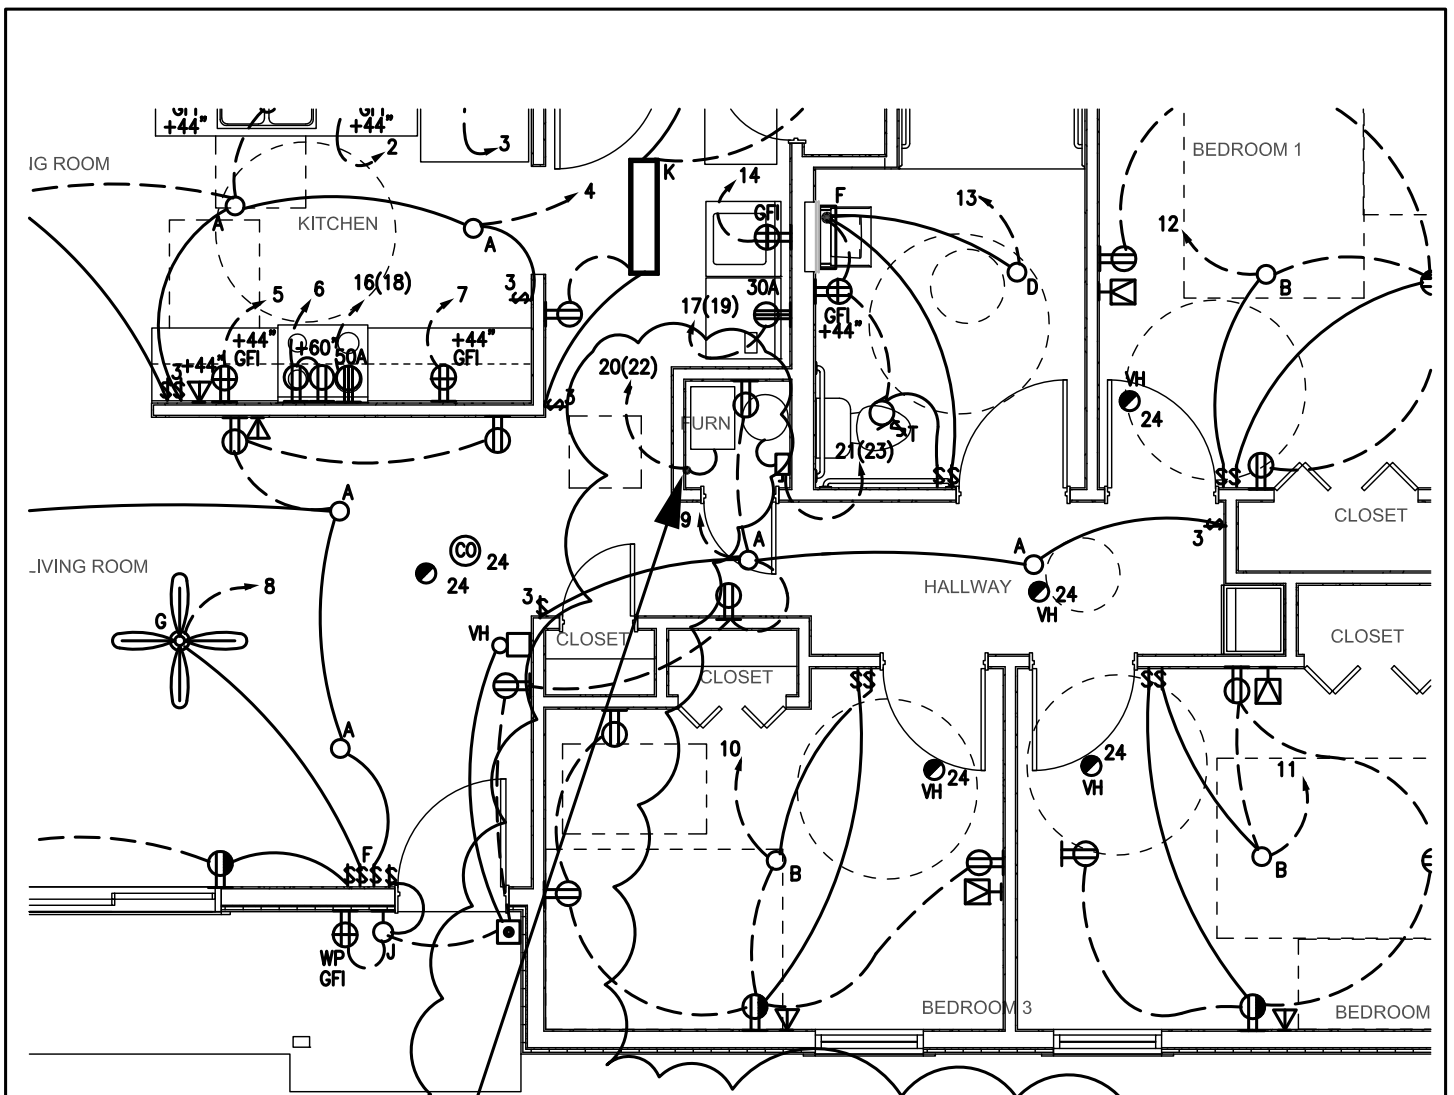 GFI
+44"
GFI
+44"
2
3
BEDROOM 1
NG ROOM
K
14
4
F
13
A
KITCHEN
A
GFI
12
D
B
5
6
16(18)
7
3
30A
17(19)
GFI
+44"
+44"
GFI
+60"
50A
+44"
GFI
3
+44"
20(22)
VH
24
3
FURN
T
21(23)
A
J
9
CLOSET
3
A
A
CO
24
24
LIVING ROOM
8
HALLWAY
24
VH
G
3
VH
CLOSET
CLOSET
CLOSET
A
10
24
VH
24
VH
11
F
B
B
J
WP
GFI
BEDROOM 3
BEDROOM